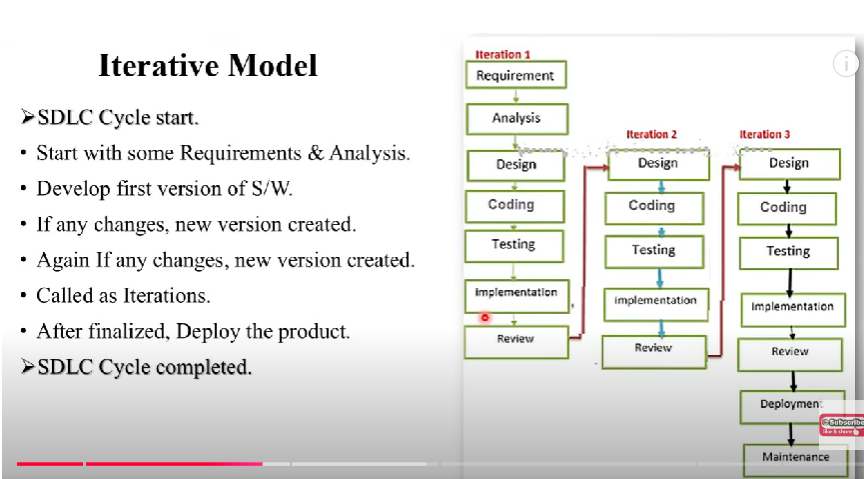 Iterative Model
➢SDLC Cycle start.
• Start with some Requirements & Analysis.
• Develop first version of S/W.
• If any changes, new version created.
• Again If any changes, new version created.
• Called as Iterations.
• After finalized, Deploy the product.
➢SDLC Cycle completed.
Iteration 1
Requirement
Analysis
Design
Coding
Testing
Implementation
Review
Iteration 2
Design
Coding
Testing
Implementation
Review
Iteration 3
Design
Coding
Testing
Implementation
Review
Deployment
Maintenance
Subscribe
like & share